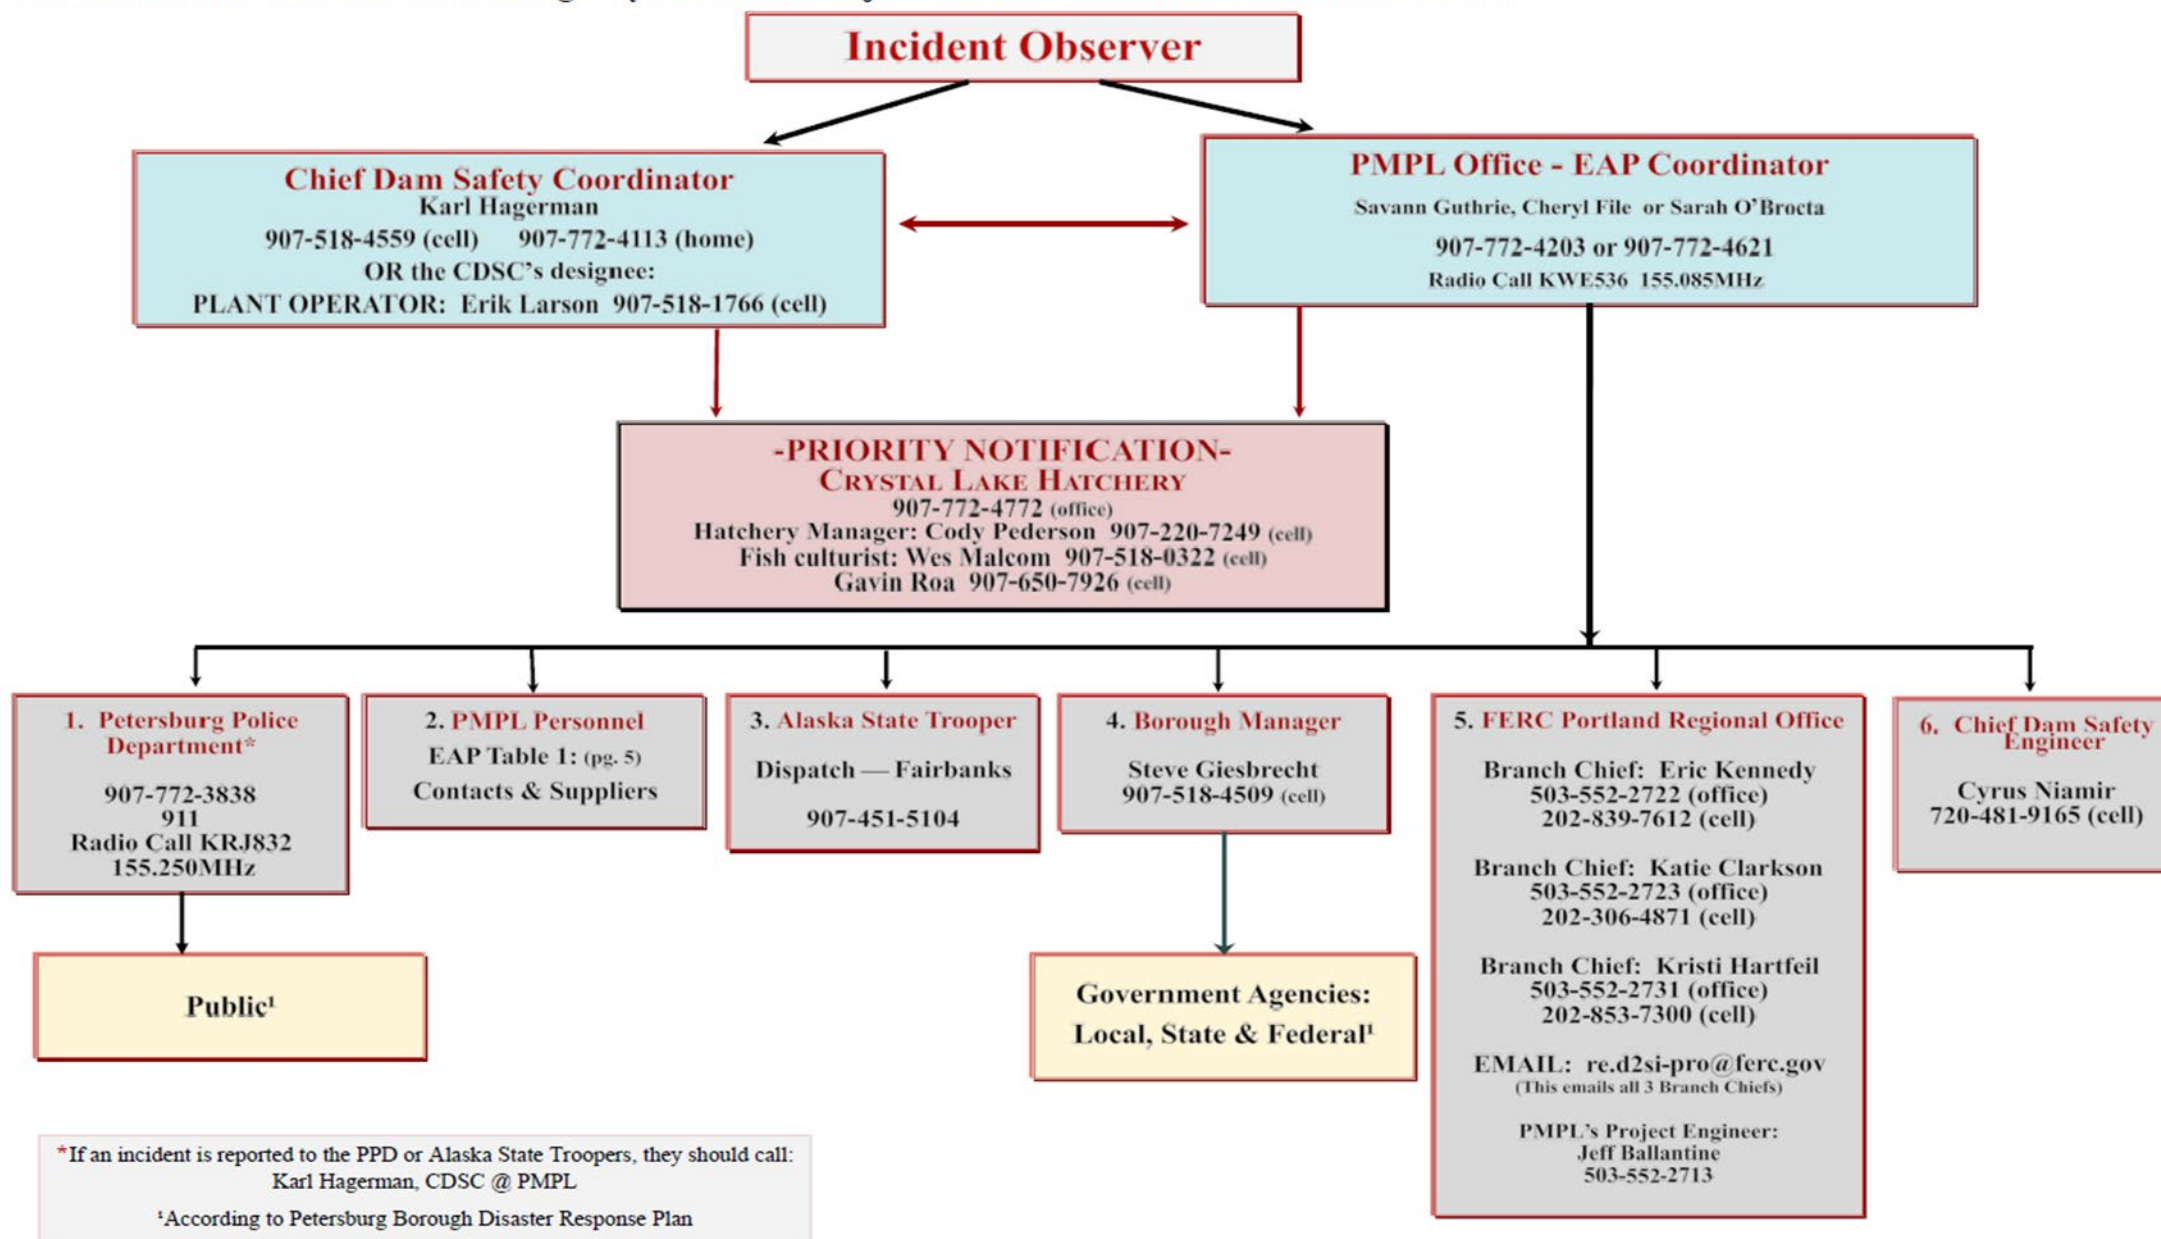 Incident Observer
Chief Dam Safety Coordinator
Karl Hagerman
907-518-4559 (cell) 907-772-4113 (home)
OR the CDSC's designee:
PLANT OPERATOR: Erik Larson 907-518-1766 (cell)
PMPL Office - EAP Coordinator
Savann Guthrie, Cheryl File or Sarah O'Brocta
907-772-4203 or 907-772-4621
Radio Call KWE536 155.085MHz
-PRIORITY NOTIFICATION-
CRYSTAL LAKE HATCHERY
907-772-4772 (office)
Hatchery Manager: Cody Pederson 907-220-7249 (cell)
Fish culturist: Wes Malcom 907-518-0322 (cell)
Gavin Roa 907-650-7926 (cell)
1. Petersburg Police
Department*
907-772-3838
911
Radio Call KRJ832
155.250MHz
Public¹
2. PMPL Personnel
EAP Table 1: (pg. 5)
Contacts & Suppliers
3. Alaska State Trooper
Dispatch — Fairbanks
907-451-5104
4. Borough Manager
Steve Giesbrecht
907-518-4509 (cell)
Government Agencies:
Local, State & Federal¹
5. FERC Portland Regional Office
Branch Chief: Eric Kennedy
503-552-2722 (office)
202-839-7612 (cell)
Branch Chief: Katie Clarkson
503-552-2723 (office)
202-306-4871 (cell)
Branch Chief: Kristi Hartfeil
503-552-2731 (office)
202-853-7300 (cell)
EMAIL: re.d2si-pro@ferc.gov
(This emails all 3 Branch Chiefs)
PMPL's Project Engineer:
Jeff Ballantine
503-552-2713
6. Chief Dam Safety
Engineer
Cyrus Niamir
720-481-9165 (cell)
*If an incident is reported to the PPD or Alaska State Troopers, they should call:
Karl Hagerman, CDSC @ PMPL
¹According to Petersburg Borough Disaster Response Plan